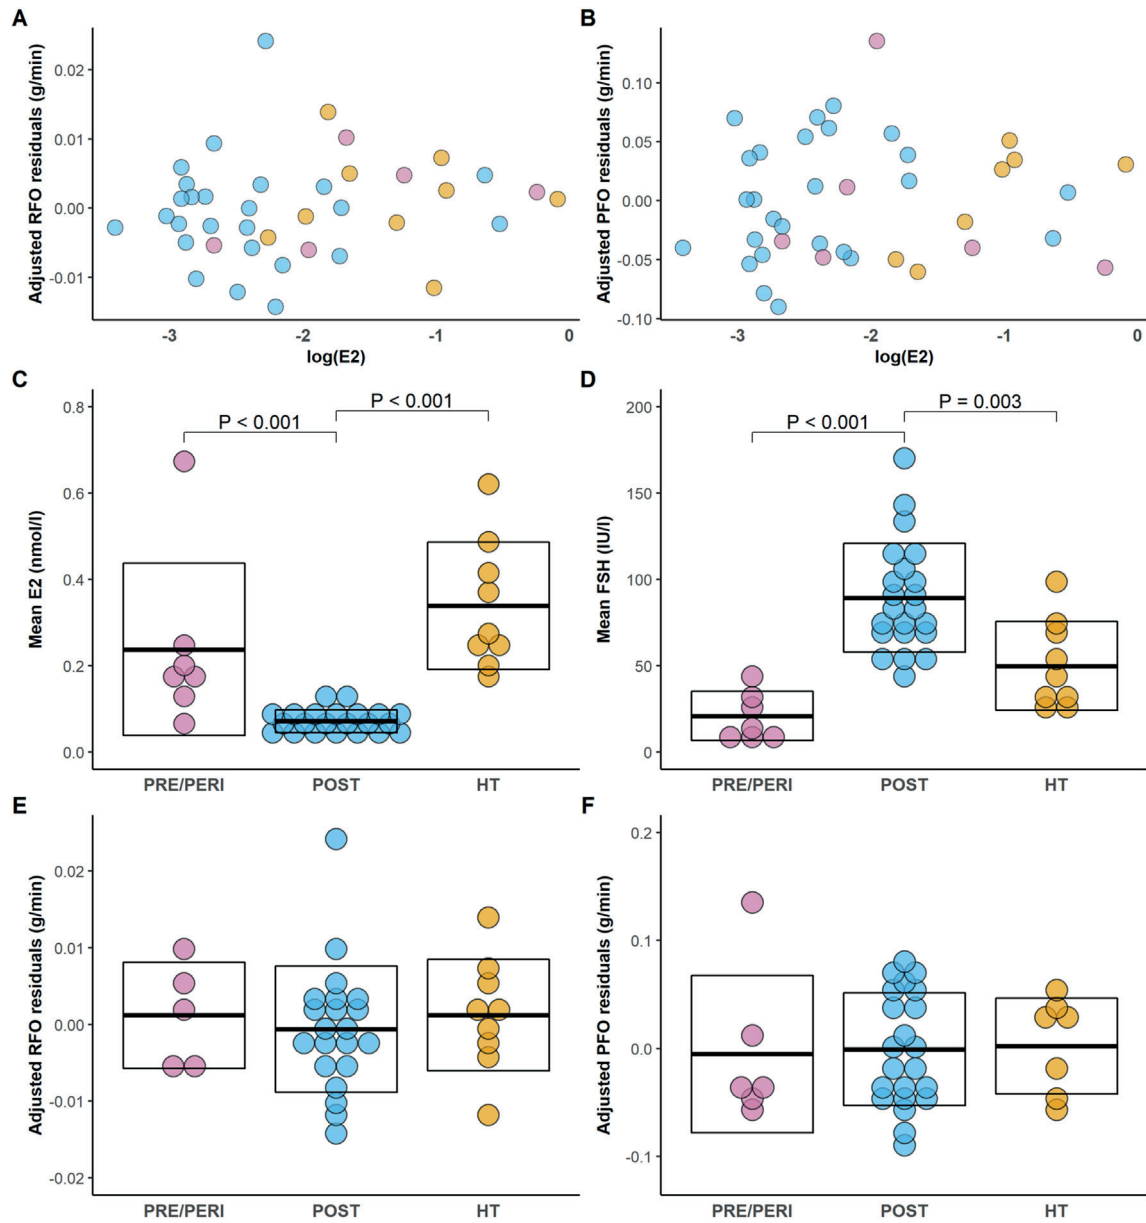 A
Adjusted RFO residuals (g/min)
0.02
0.01
0.00
-0.01
-3
-2
-1
0
log(E2)
B
Adjusted PFO residuals (g/min)
0.10
0.05
0.00
-0.05
-0.10
-3
-2
-1
0
log(E2)
C
Mean E2 (nmol/l)
0.8
0.6
0.4
0.2
0.0
P < 0.001
P < 0.001
PRE/PERI
POST
HT
D
Mean FSH (IU/l)
200
150
100
50
0
P < 0.001
P = 0.003
PRE/PERI
POST
HT
E
Adjusted RFO residuals (g/min)
0.02
0.01
0.00
-0.01
-0.02
PRE/PERI
POST
HT
F
Adjusted PFO residuals (g/min)
0.2
0.1
0.0
-0.1
PRE/PERI
POST
HT